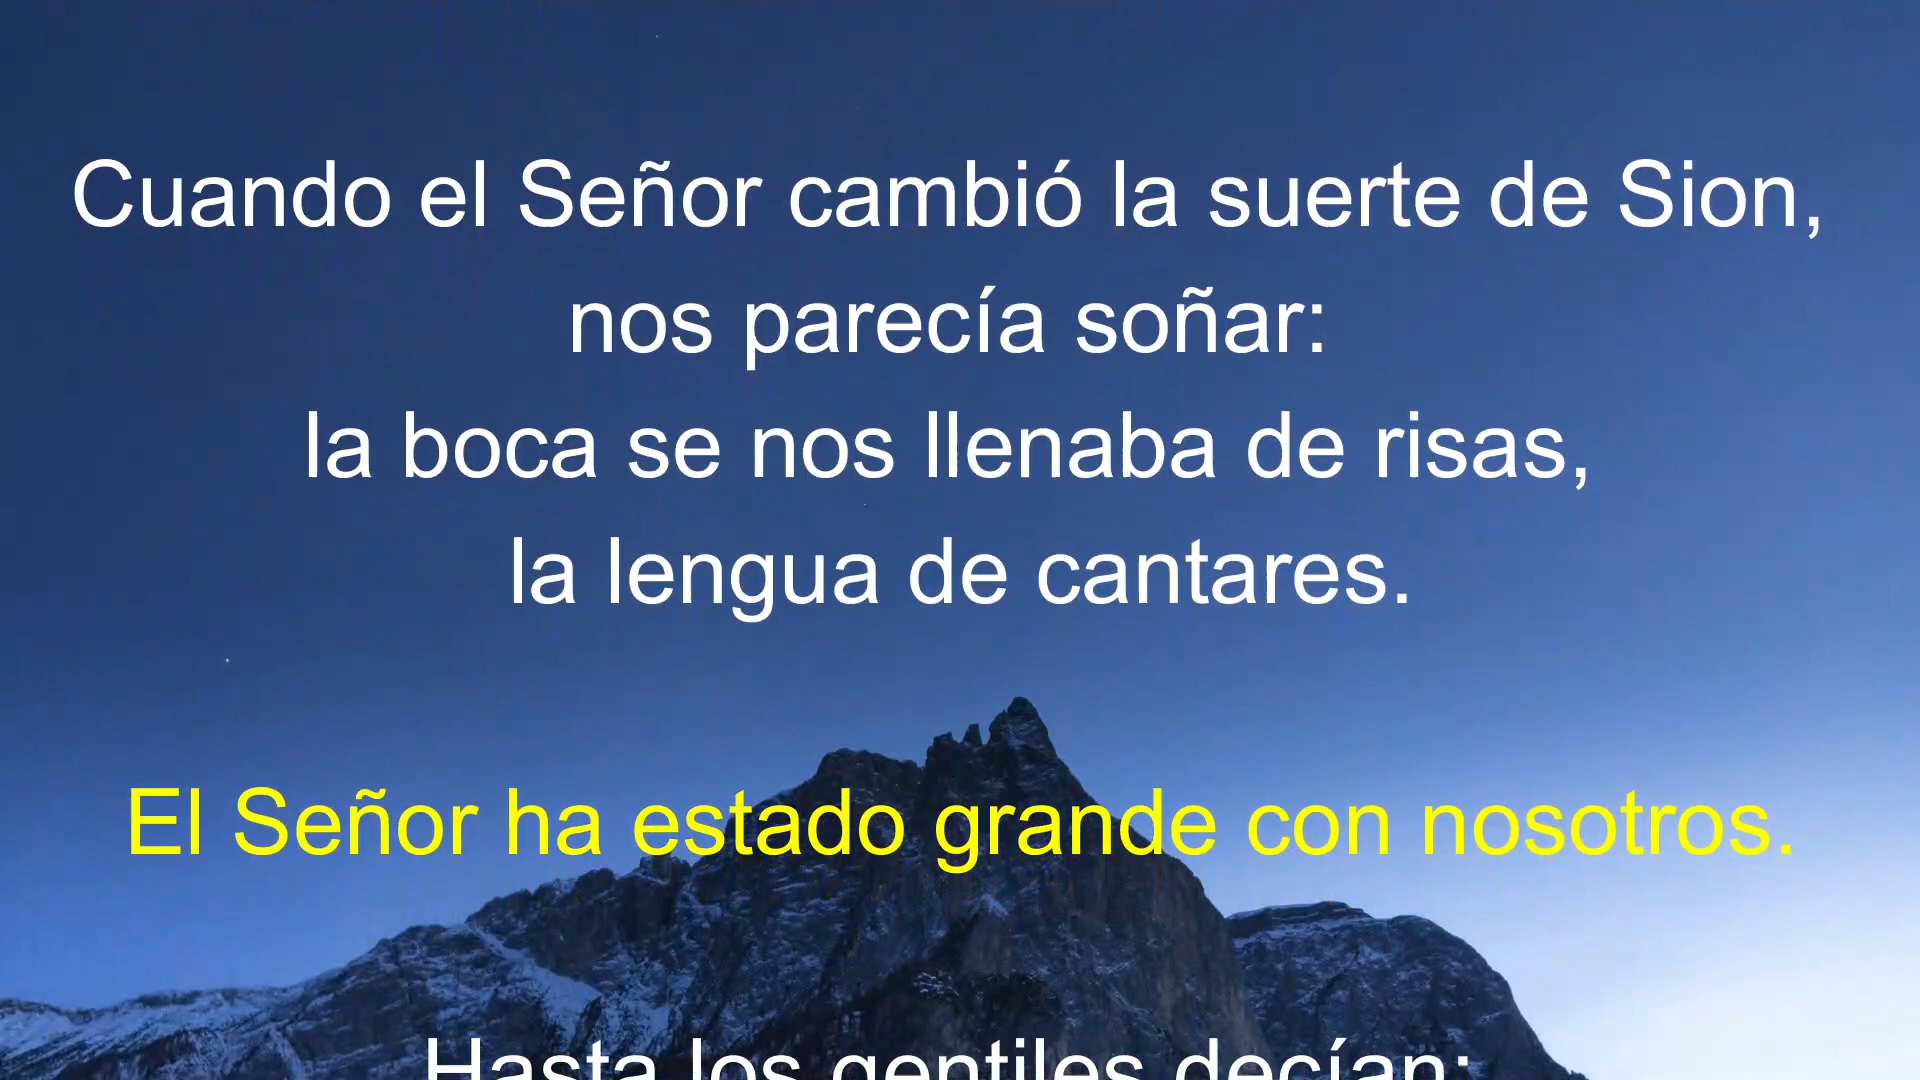 Cuando el Señor cambió la suerte de Sion,
nos parecía soñar:
la boca se nos llenaba de risas,
la lengua de cantares.
El Señor ha estado grande con nosotros.
Hasta los gentiles decían: